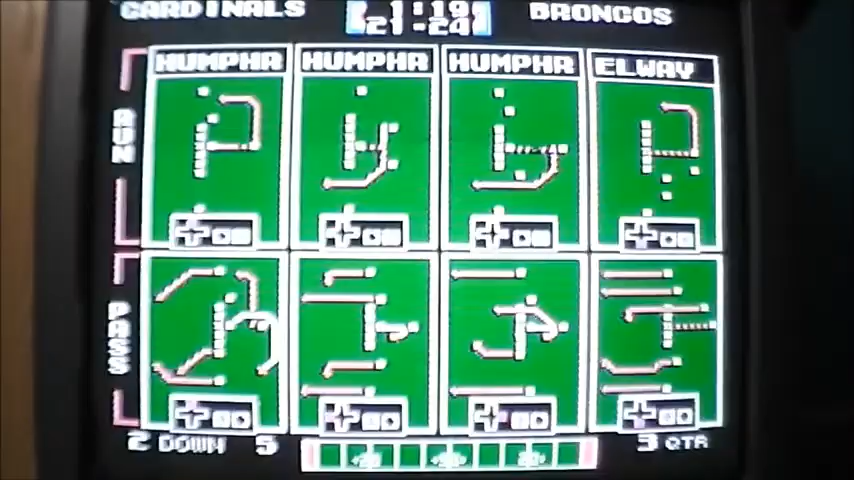 CARDINALS 1:19 BRONCOS
21-24
HUMPHR HUMPHR HUMPHR ELWAY
RUN
PASS
2 DOWN 5 3 QTR